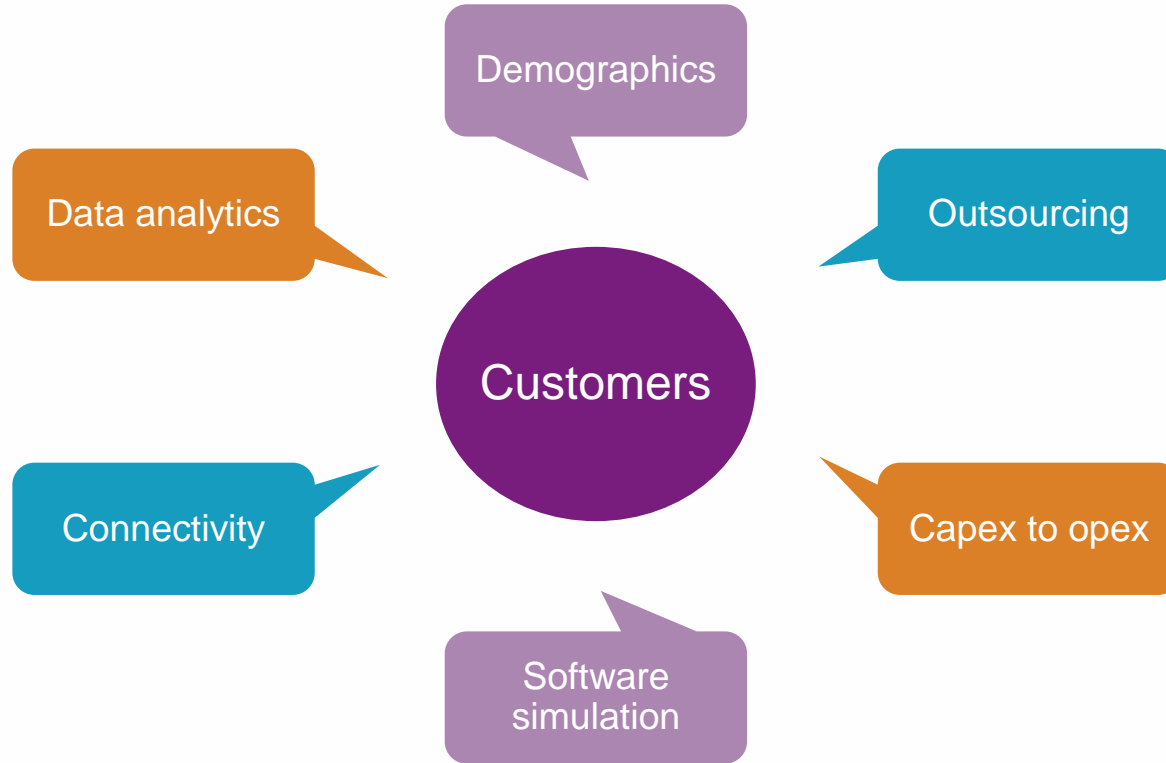 Demographics
Data analytics
Outsourcing
Customers
Connectivity
Capex to opex
Software
simulation